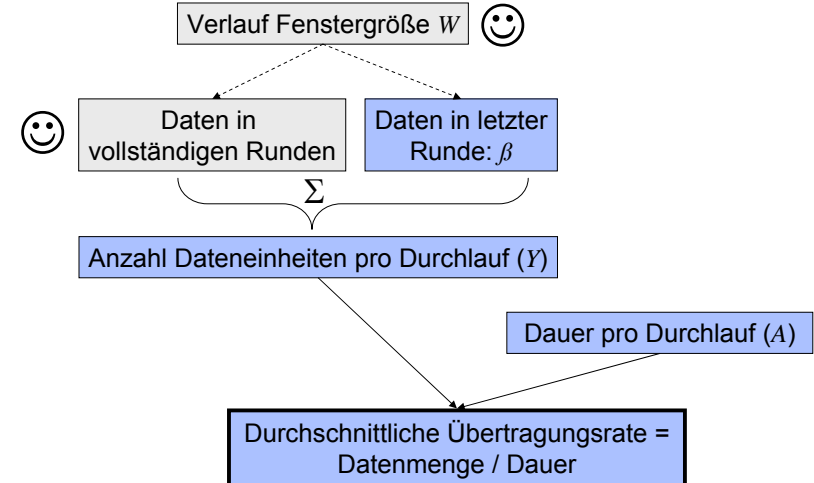 Verlauf Fenstergröße W
Daten in
vollständigen Runden
Daten in letzter
Runde: β
Σ
Anzahl Dateneinheiten pro Durchlauf (Y)
Dauer pro Durchlauf (A)
Durchschnittliche Übertragungsrate =
Datenmenge / Dauer